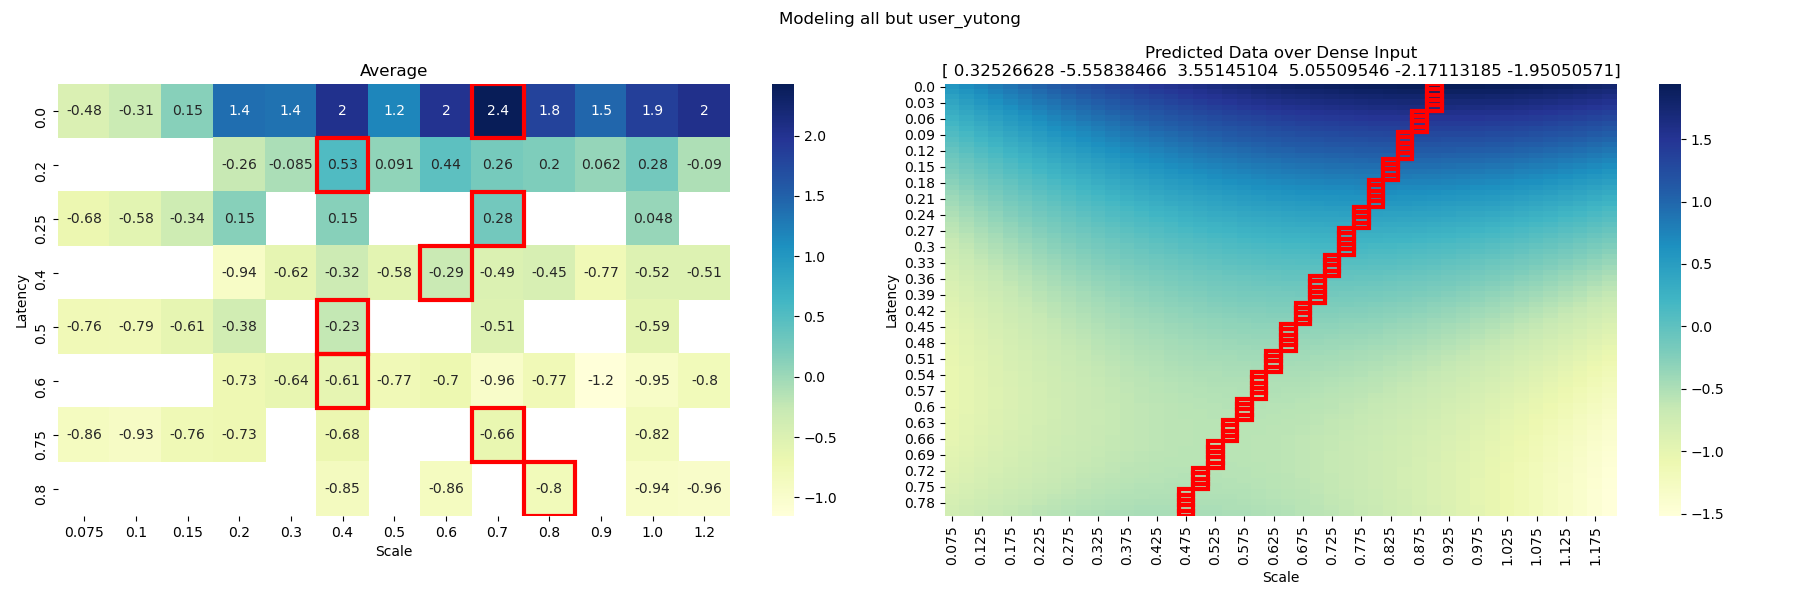 Modeling all but user_yutong
Average
0.0 -0.48 -0.31 0.15 1.4 1.4 2 1.2 2 2.4 1.8 1.5 1.9 2
0.2 -0.26 -0.085 0.53 0.091 0.44 0.26 0.2 0.062 0.28 -0.09
0.25 -0.68 -0.58 -0.34 0.15 0.15 0.28 0.048
0.4 -0.94 -0.62 -0.32 -0.58 -0.29 -0.49 -0.45 -0.77 -0.52 -0.51
0.5 -0.76 -0.79 -0.61 -0.38 -0.23 -0.51 -0.59
0.6 -0.73 -0.64 -0.61 -0.77 -0.7 -0.96 -0.77 -1.2 -0.95 -0.8
0.75 -0.86 -0.93 -0.76 -0.73 -0.68 -0.66 -0.82
0.8 -0.85 -0.86 -0.8 -0.94 -0.96
Latency
0.075 0.1 0.15 0.2 0.3 0.4 0.5 0.6 0.7 0.8 0.9 1.0 1.2
Scale
2.0
1.5
1.0
0.5
0.0
−0.5
−1.0
Predicted Data over Dense Input
[ 0.32526628 -5.55838466 3.55145104 5.05509546 -2.17113185 -1.95050571]
0.0
0.03
0.06
0.09
0.12
0.15
0.18
0.21
0.24
0.27
0.3
0.33
0.36
0.39
0.42
0.45
0.48
0.51
0.54
0.57
0.6
0.63
0.66
0.69
0.72
0.75
0.78
Latency
0.075 0.125 0.175 0.225 0.275 0.325 0.375 0.425 0.475 0.525 0.575 0.625 0.675 0.725 0.775 0.825 0.875 0.925 0.975 1.025 1.075 1.125 1.175
Scale
1.5
1.0
0.5
0.0
−0.5
−1.0
−1.5